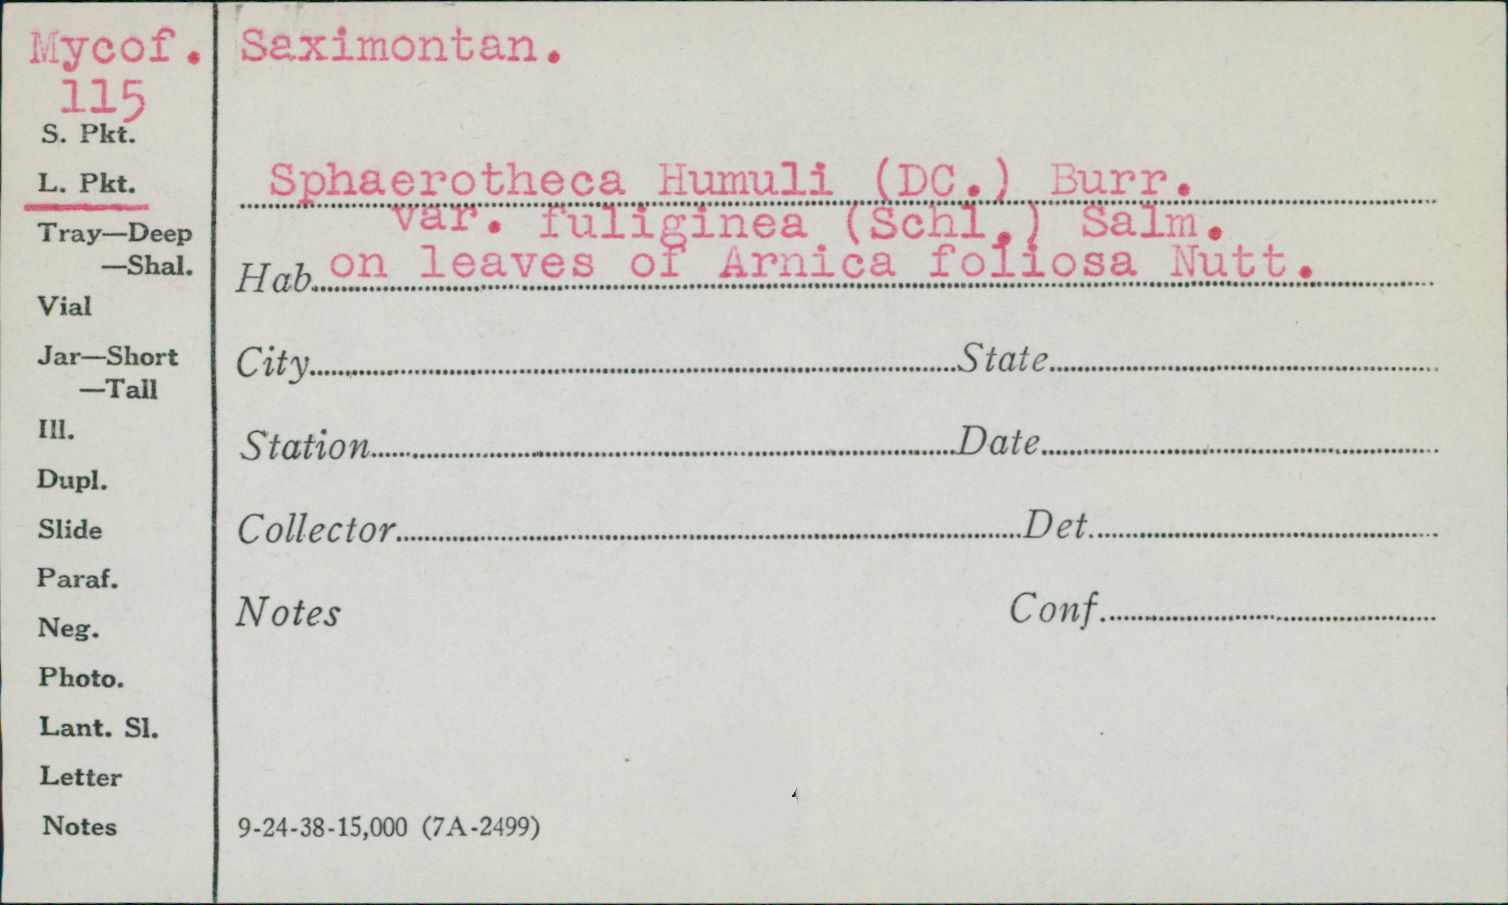 Mycof. Saximontan.
115
S. Pkt.
L. Pkt.
Tray—Deep
—Shal.
Vial
Jar—Short
—Tall
Ill.
Dupl.
Slide
Paraf.
Neg.
Photo.
Lant. Sl.
Letter
Notes
Sphaerotheca Humuli (DC.) Burr.
var. fuliginea (Schl.) Salm.
Hab. on leaves of Arnica foliosa Nutt.
City State
Station Date
Collector Det.
Notes Conf.
9-24-38-15,000 (7A-2499)